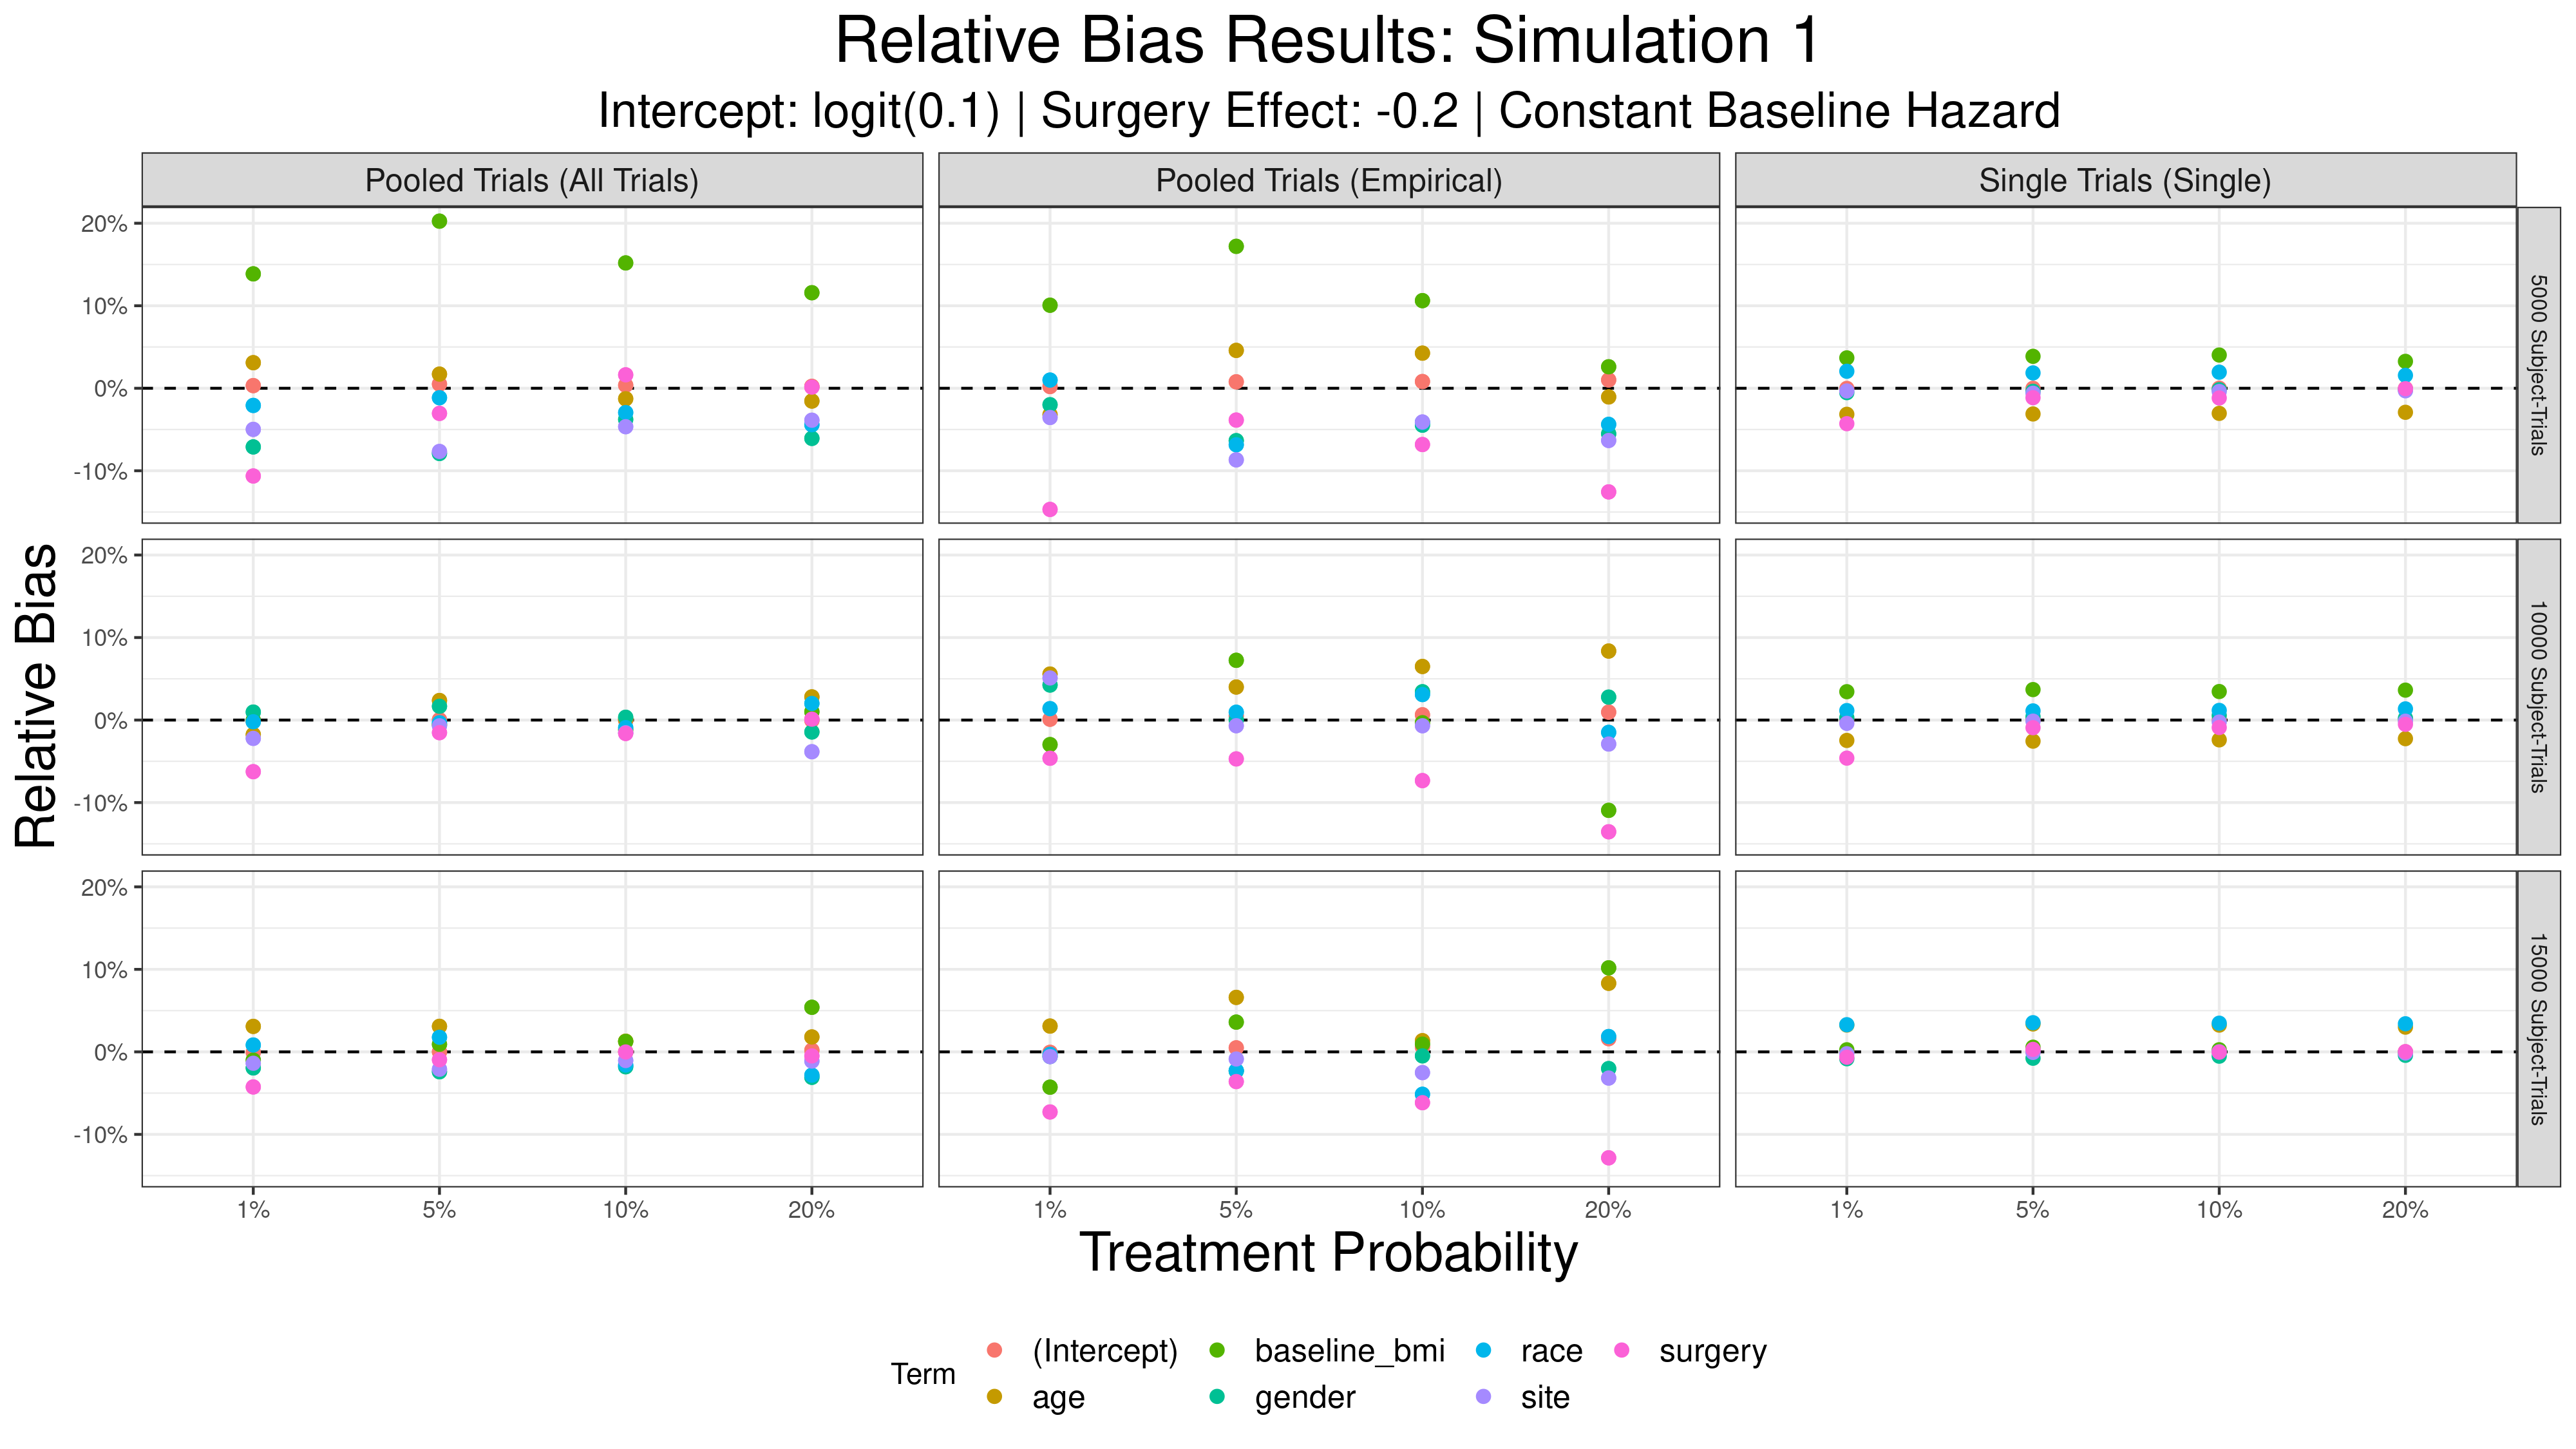 Relative Bias Results: Simulation 1
Intercept: logit(0.1) | Surgery Effect: -0.2 | Constant Baseline Hazard
Pooled Trials (All Trials)
Pooled Trials (Empirical)
Single Trials (Single)
20%
10%
0%
-10%
5000 Subject-Trials
20%
10%
0%
-10%
10000 Subject-Trials
20%
10%
0%
-10%
15000 Subject-Trials
Relative Bias
1% 5% 10% 20%
1% 5% 10% 20%
1% 5% 10% 20%
Treatment Probability
Term
(Intercept) baseline_bmi race surgery
age gender site